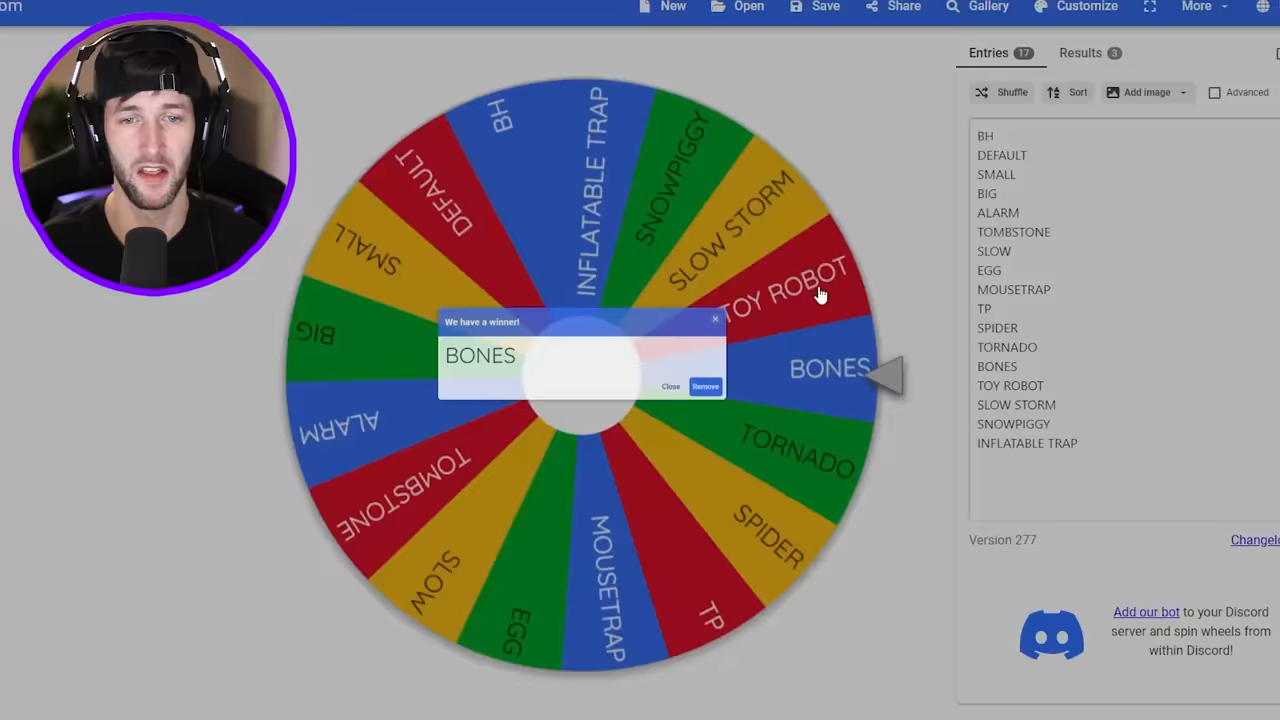 om
New
Open
Save
Share
Gallery
Customize
More
Entries 17
Results 3
Shuffle
Sort
Add image
Advanced
BH
DEFAULT
SMALL
BIG
ALARM
TOMBSTONE
SLOW
EGG
MOUSETRAP
TP
SPIDER
TORNADO
BONES
TOY ROBOT
SLOW STORM
SNOWPIGGY
INFLATABLE TRAP
Version 277
Changelo
Add our bot to your Discord
server and spin wheels from
within Discord!
BH
INFLATABLE TRAP
SNOWPIGGY
SLOW STORM
TOY ROBOT
BONES
TORNADO
SPIDER
TP
MOUSETRAP
EGG
SLOW
TOMBSTONE
ALARM
BIG
SMALL
DEFAULT
We have a winner!
BONES
Close
Remove